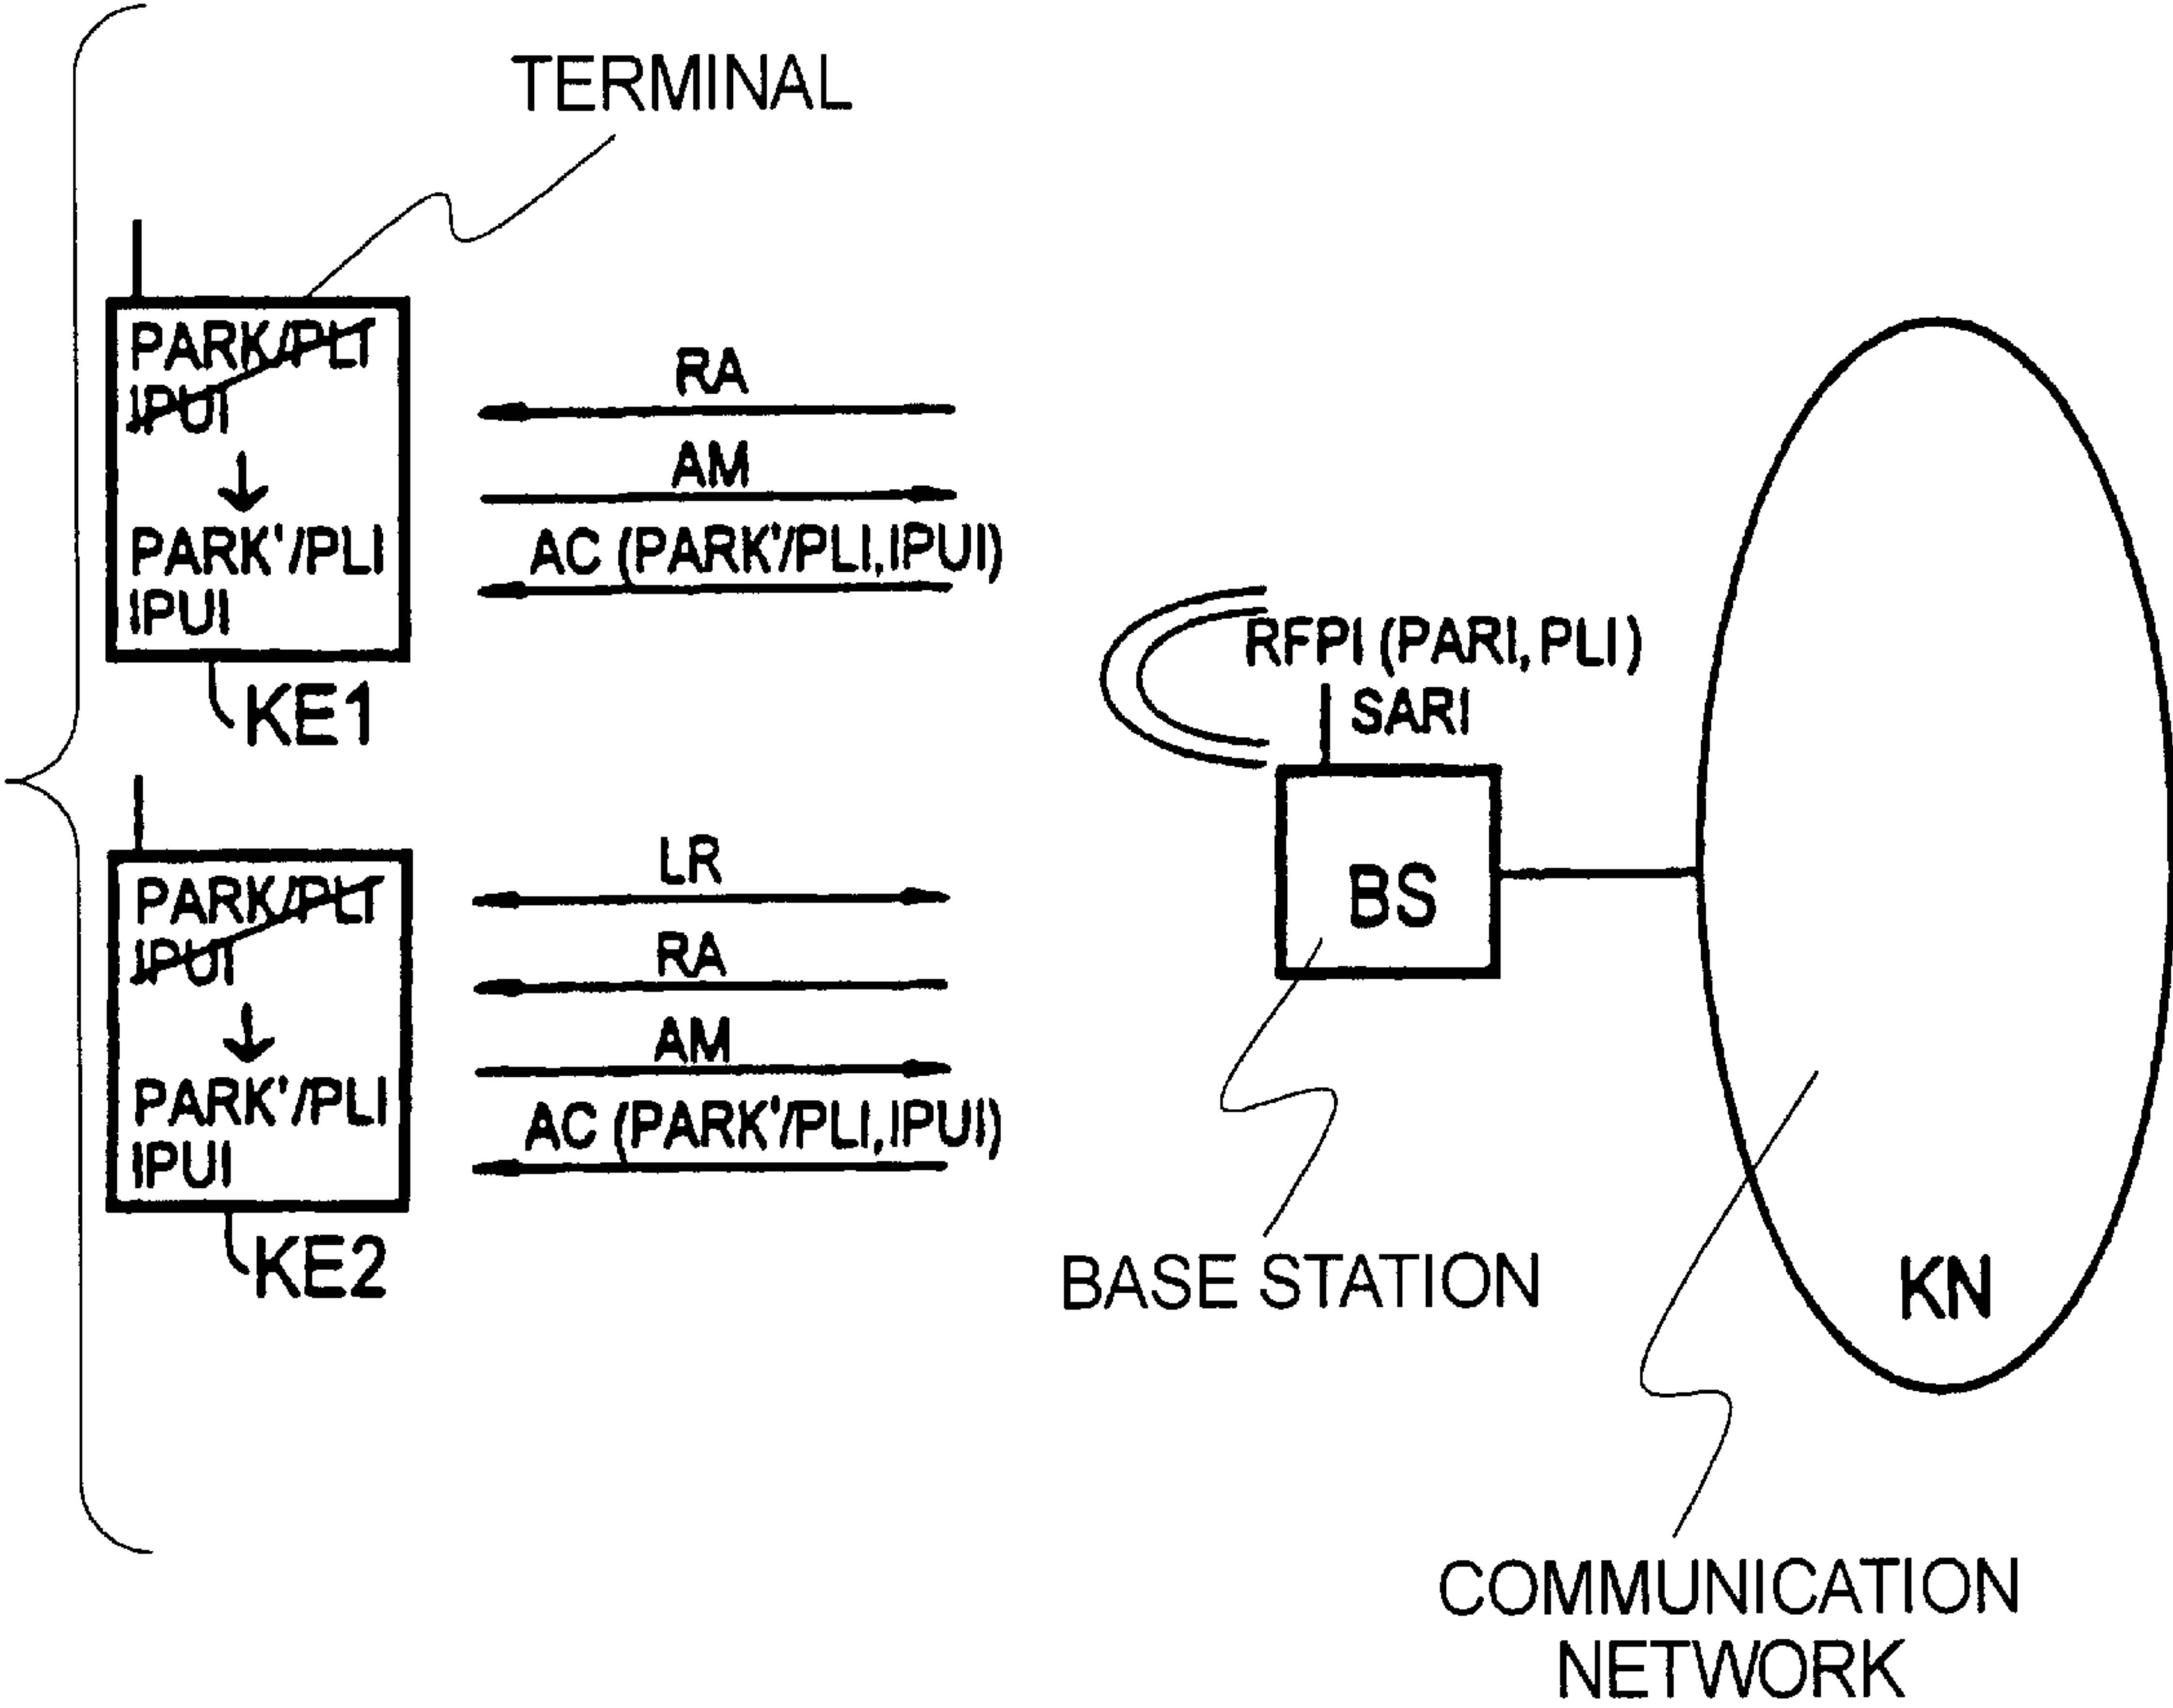 TERMINAL
PARK/PLI
IPUI
PARK'/PLI
IPUI
KE1
RA
AM
AC (PARK'/PLI,IPUI)
RFPI (PARI, PLI)
SARI
BS
PARK/PLI
IPUI
PARK'/PLI
IPUI
KE2
LR
RA
AM
AC (PARK'/PLI,IPUI)
BASE STATION
KN
COMMUNICATION
NETWORK